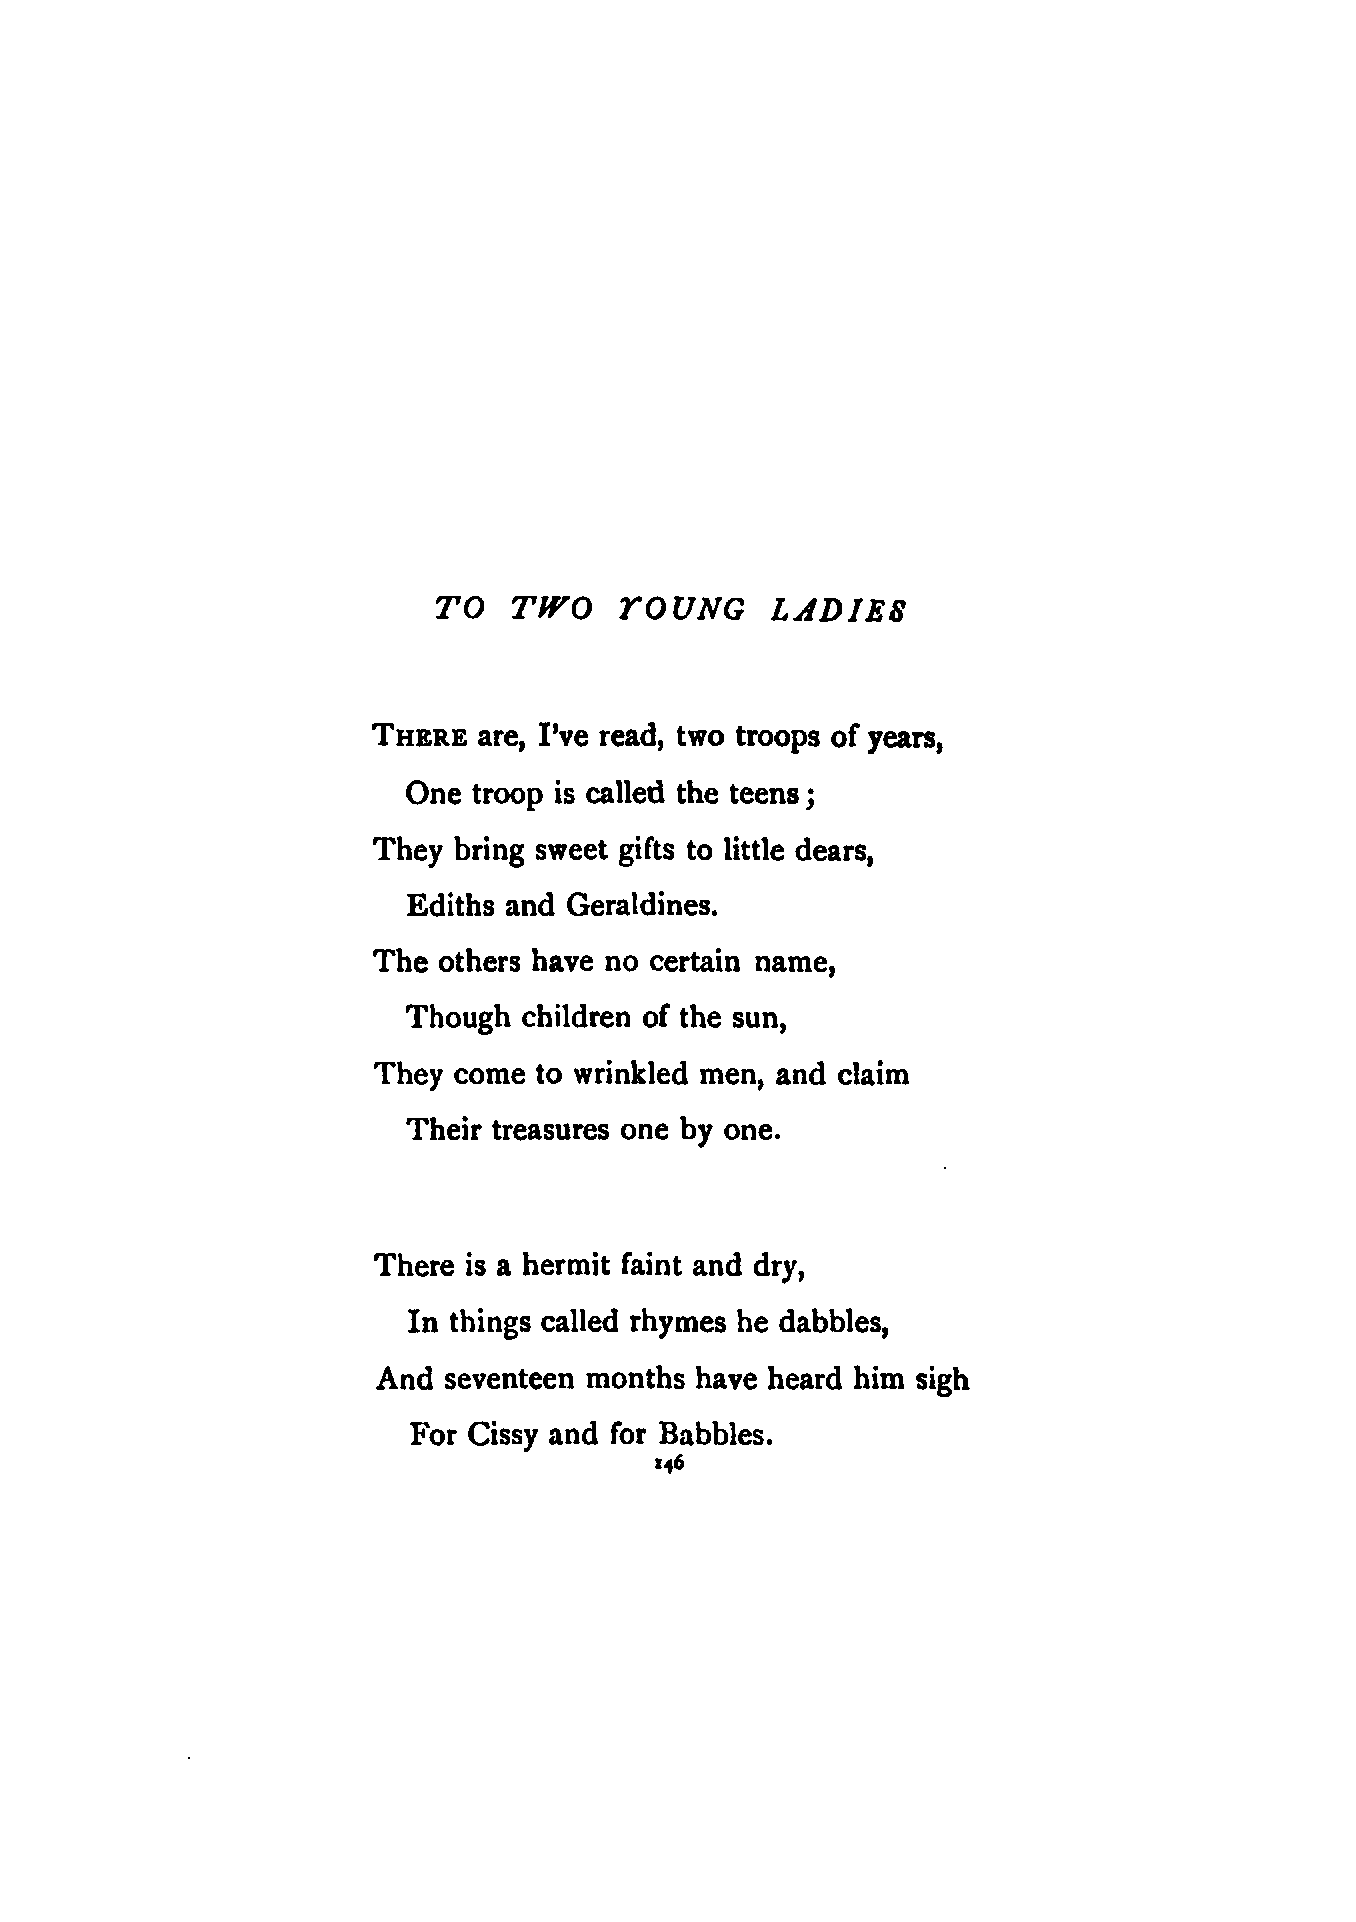 TO TWO YOUNG LADIES
THERE are, I've read, two troops of years,
One troop is called the teens;
They bring sweet gifts to little dears,
Ediths and Geraldines.
The others have no certain name,
Though children of the sun,
They come to wrinkled men, and claim
Their treasures one by one.
There is a hermit faint and dry,
In things called rhymes he dabbles,
And seventeen months have heard him sigh
For Cissy and for Babbles.
146